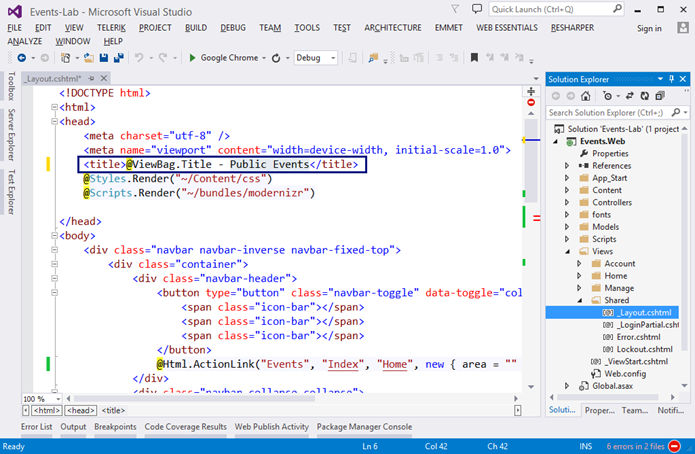 Events-Lab - Microsoft Visual Studio
Quick Launch (Ctrl+Q)
FILE EDIT VIEW TELERIK PROJECT BUILD DEBUG TEAM TOOLS TEST ARCHITECTURE EMMET WEB ESSENTIALS RESHARPER
Sign in
ANALYZE WINDOW HELP
Google Chrome
Debug
Toolbox
Server Explorer
Test Explorer
_Layout.cshtml*
<!DOCTYPE html>
<html>
<head>
<meta charset="utf-8" />
<meta name="viewport" content="width=device-width, initial-scale=1.0">
<title>@ViewBag.Title - Public Events</title>
@Styles.Render("~/Content/css")
@Scripts.Render("~/bundles/modernizr")
</head>
<body>
<div class="navbar navbar-inverse navbar-fixed-top">
<div class="container">
<div class="navbar-header">
<button type="button" class="navbar-toggle" data-toggle="col
<span class="icon-bar"></span>
<span class="icon-bar"></span>
<span class="icon-bar"></span>
</button>
@Html.ActionLink("Events", "Index", "Home", new { area = ""
</div>
<div class="navbar-collapse collapse">
100 %
<html> <head> <title>
Solution Explorer
Search Solution Explorer (Ctrl+;)
Solution 'Events-Lab' (1 project)
Events.Web
Properties
References
App_Start
Content
Controllers
fonts
Models
Scripts
Views
Account
Home
Manage
Shared
_Layout.cshtml
_LoginPartial.csht
Error.cshtml
Lockout.cshtml
_ViewStart.cshtml
Web.config
Global.asax
Soluti... Proper... Team... Notifi...
Error List Output Breakpoints Code Coverage Results Web Publish Activity Package Manager Console
Ready
Ln 6 Col 42 Ch 42 INS 6 errors in 2 files